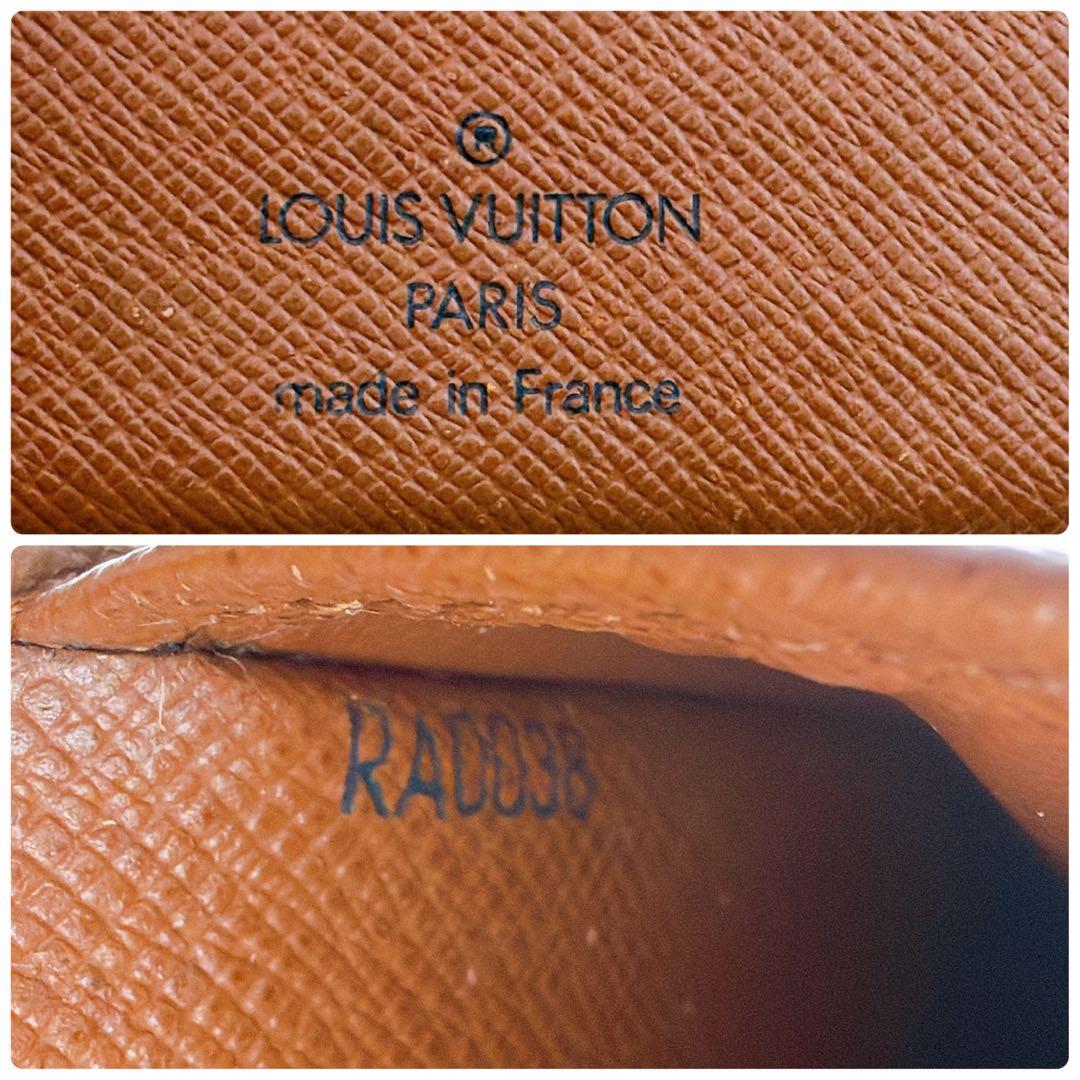 ®
LOUIS VUITTON
PARIS
made in France
RA0038